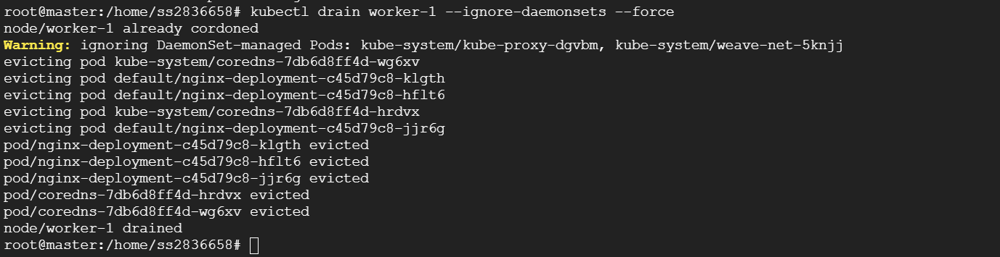 root@master:/home/ss2836658# kubectl drain worker-1 --ignore-daemonsets --force
node/worker-1 already cordoned
Warning: ignoring DaemonSet-managed Pods: kube-system/kube-proxy-dgvbm, kube-system/weave-net-5knjj
evicting pod kube-system/coredns-7db6d8ff4d-wg6xv
evicting pod default/nginx-deployment-c45d79c8-klgth
evicting pod default/nginx-deployment-c45d79c8-hflt6
evicting pod kube-system/coredns-7db6d8ff4d-hrdvx
evicting pod default/nginx-deployment-c45d79c8-jjr6g
pod/nginx-deployment-c45d79c8-klgth evicted
pod/nginx-deployment-c45d79c8-hflt6 evicted
pod/nginx-deployment-c45d79c8-jjr6g evicted
pod/coredns-7db6d8ff4d-hrdvx evicted
pod/coredns-7db6d8ff4d-wg6xv evicted
node/worker-1 drained
root@master:/home/ss2836658#